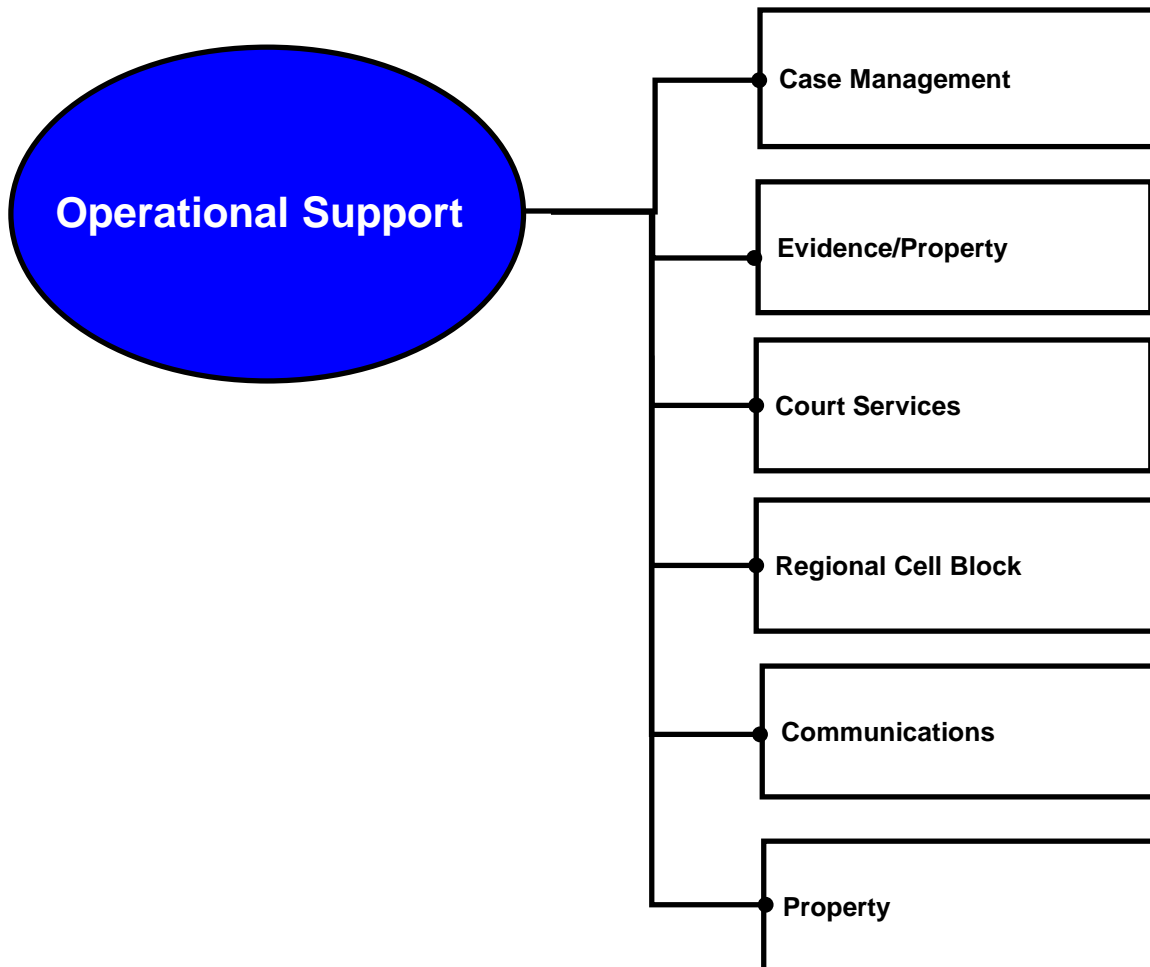 Operational Support
Case Management
Evidence/Property
Court Services
Regional Cell Block
Communications
Property